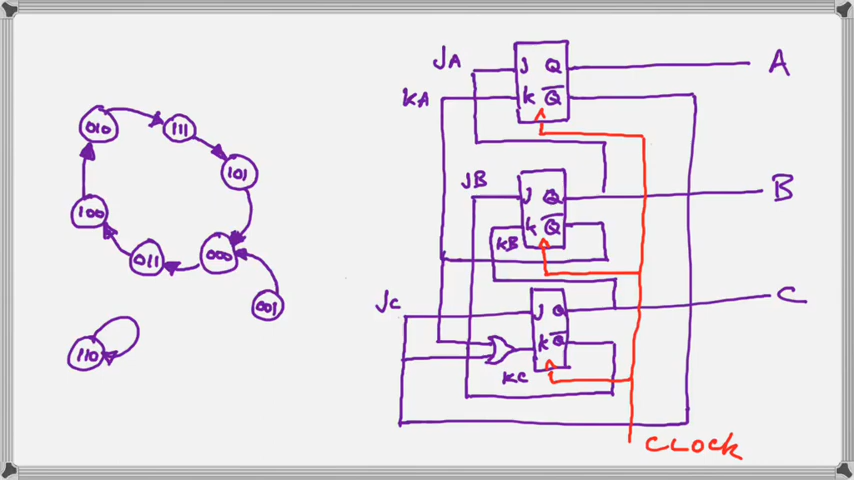 010
111
101
100
011
000
001
110
JA
J Q
A
KA
K Q̅
JB
J Q
B
KB
K Q̅
JC
J Q
C
K Q̅
KC
CLOCK